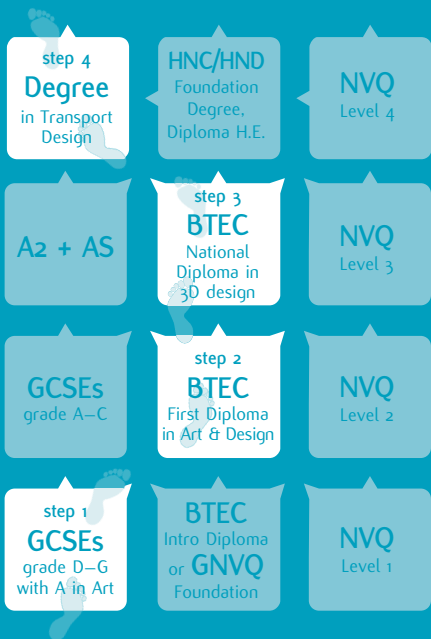 step 4
Degree
in Transport
Design
HNC/HND
Foundation
Degree,
Diploma H.E.
NVQ
Level 4
A2 + AS
step 3
BTEC
National
Diploma in
3D design
NVQ
Level 3
GCSEs
grade A–C
step 2
BTEC
First Diploma
in Art & Design
NVQ
Level 2
step 1
GCSEs
grade D–G
with A in Art
BTEC
Intro Diploma
or GNVQ
Foundation
NVQ
Level 1